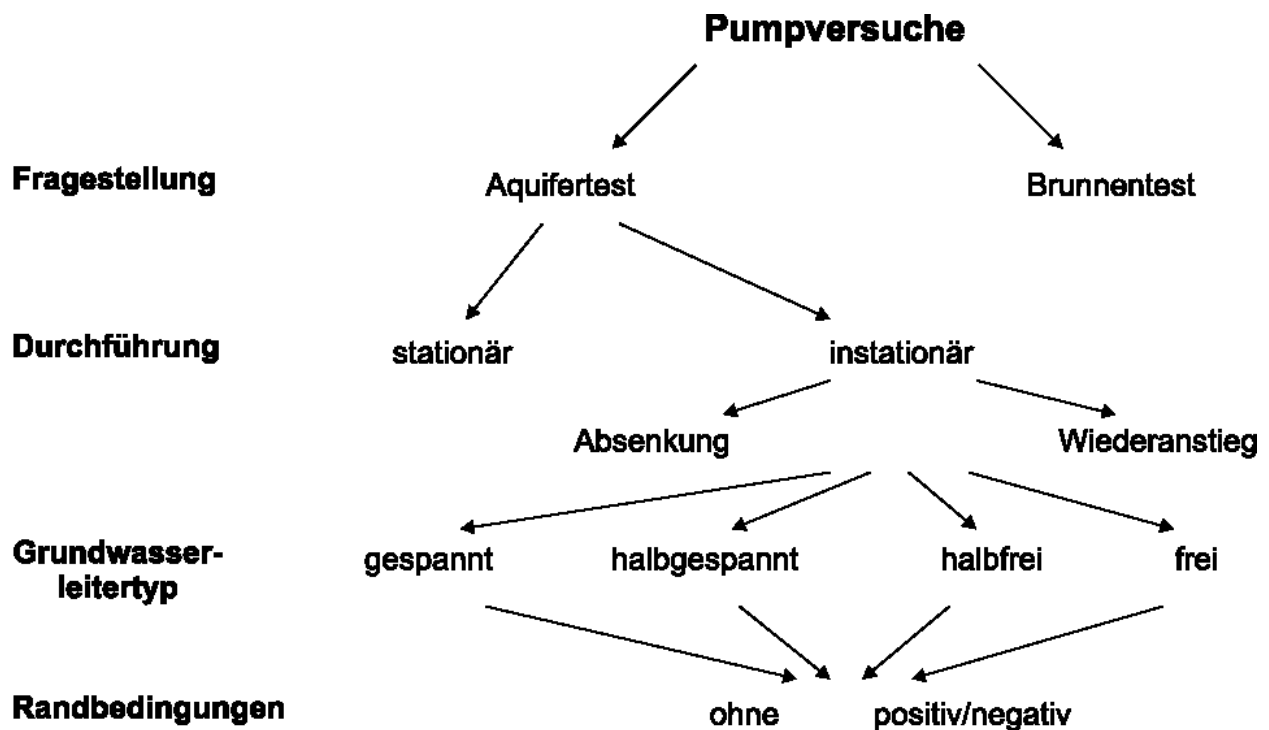 Pumpversuche
Fragestellung Aquifertest Brunnentest
Durchführung stationär instationär
Absenkung Wiederanstieg
Grundwasser-
leitertyp gespannt halbgespannt halbfrei frei
Randbedingungen ohne positiv/negativ